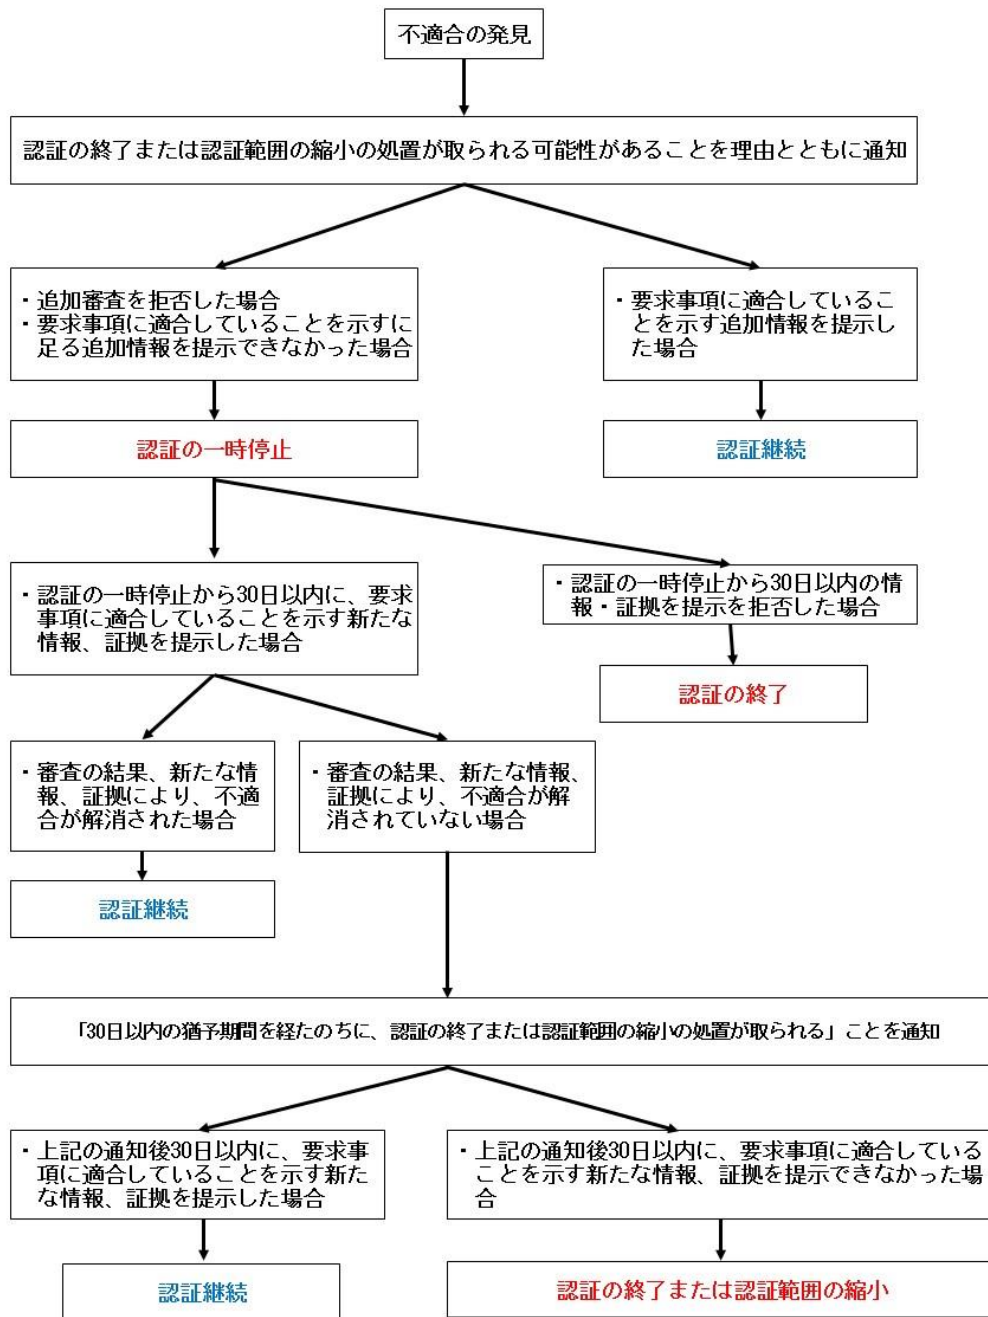 不適合の発見
認証の終了または認証範囲の縮小の処置が取られる可能性があることを理由とともに通知
・追加審査を拒否した場合
・要求事項に適合していることを示すに
足る追加情報を提示できなかった場合
・要求事項に適合しているこ
とを示す追加情報を提示し
た場合
認証の一時停止
認証継続
・認証の一時停止から30日以内に、要求
事項に適合していることを示す新たな
情報、証拠を提示した場合
・認証の一時停止から30日以内の情
報・証拠を提示を拒否した場合
認証の終了
・審査の結果、新たな情
報、証拠により、不適
合が解消された場合
・審査の結果、新たな情報、
証拠により、不適合が解
消されていない場合
認証継続
「30日以内の猶予期間を経たのちに、認証の終了または認証範囲の縮小の処置が取られる」ことを通知
・上記の通知後30日以内に、要求事
項に適合していることを示す新た
な情報、証拠を提示した場合
・上記の通知後30日以内に、要求事項に適合している
ことを示す新たな情報、証拠を提示できなかった場
合
認証継続
認証の終了または認証範囲の縮小